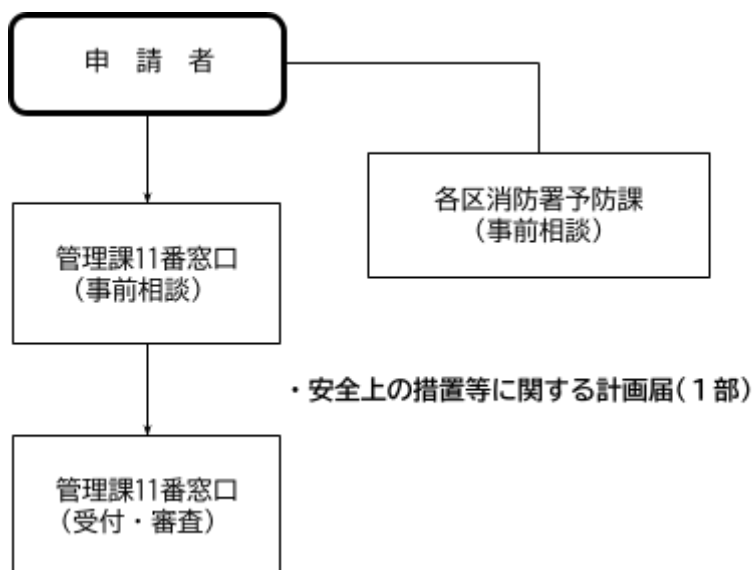 申 請 者
各区消防署予防課
（事前相談）
管理課11番窓口
（事前相談）
・安全上の措置等に関する計画届（１部）
管理課11番窓口
（受付・審査）